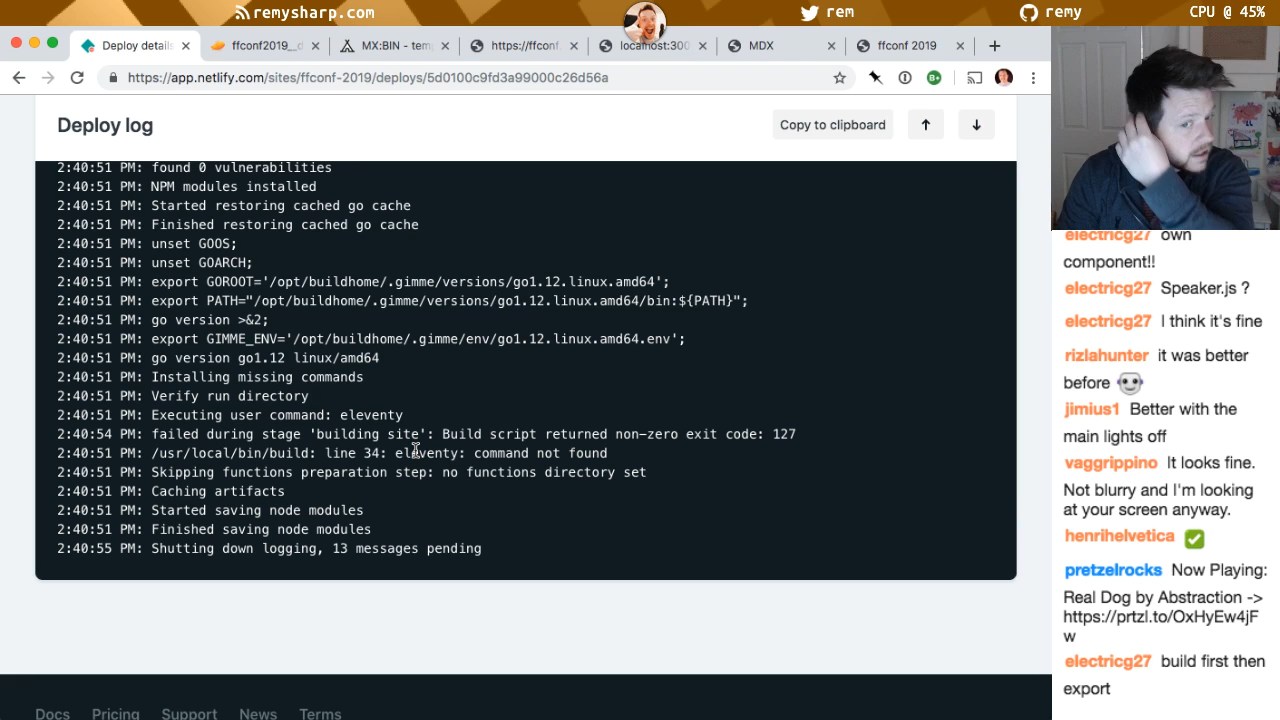 remysharp.com
rem
remy
CPU @ 45%
Deploy details
ffconf2019__d
MX:BIN - tem
https://ffconf.
localhost:300
MDX
ffconf 2019
https://app.netlify.com/sites/ffconf-2019/deploys/5d0100c9fd3a99000c26d56a
Deploy log
Copy to clipboard
2:40:51 PM: found 0 vulnerabilities
2:40:51 PM: NPM modules installed
2:40:51 PM: Started restoring cached go cache
2:40:51 PM: Finished restoring cached go cache
2:40:51 PM: unset GOOS;
2:40:51 PM: unset GOARCH;
2:40:51 PM: export GOROOT='/opt/buildhome/.gimme/versions/go1.12.linux.amd64';
2:40:51 PM: export PATH="/opt/buildhome/.gimme/versions/go1.12.linux.amd64/bin:${PATH}";
2:40:51 PM: go version >&2;
2:40:51 PM: export GIMME_ENV='/opt/buildhome/.gimme/env/go1.12.linux.amd64.env';
2:40:51 PM: go version go1.12 linux/amd64
2:40:51 PM: Installing missing commands
2:40:51 PM: Verify run directory
2:40:51 PM: Executing user command: eleventy
2:40:54 PM: failed during stage 'building site': Build script returned non-zero exit code: 127
2:40:51 PM: /usr/local/bin/build: line 34: eleventy: command not found
2:40:51 PM: Skipping functions preparation step: no functions directory set
2:40:51 PM: Caching artifacts
2:40:51 PM: Started saving node modules
2:40:51 PM: Finished saving node modules
2:40:55 PM: Shutting down logging, 13 messages pending
Docs Pricing Support News Terms
electricg27 own
component!!
electricg27 Speaker.js ?
electricg27 I think it's fine
rizlahunter it was better
before
jimius1 Better with the
main lights off
vaggrippino It looks fine.
Not blurry and I'm looking
at your screen anyway.
henrihelvetica
pretzelrocks Now Playing:
Real Dog by Abstraction ->
https://prtzl.to/OxHyEw4jF
w
electricg27 build first then
export